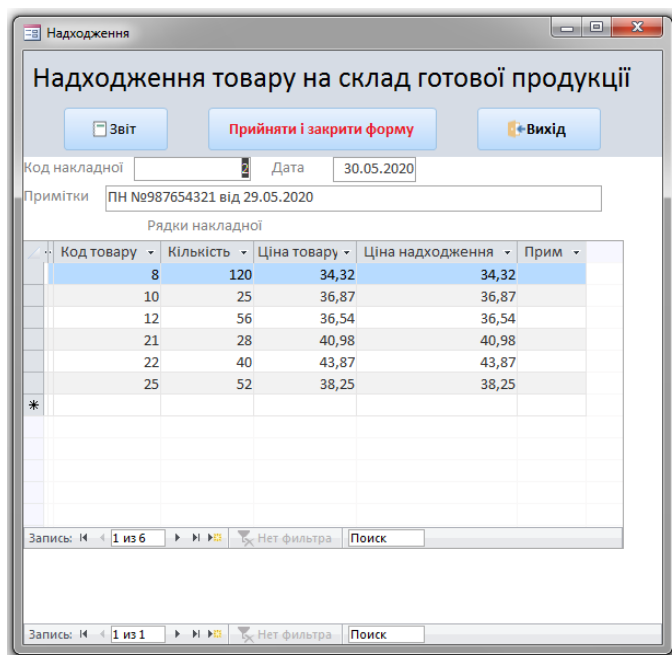 Надходження
Надходження товару на склад готової продукції
Звіт Прийняти і закрити форму Вихід
Код накладної 2 Дата 30.05.2020
Примітки ПН №987654321 від 29.05.2020
Рядки накладної
Код товару Кількість Ціна товару Ціна надходження Прим
8 120 34,32 34,32
10 25 36,87 36,87
12 56 36,54 36,54
21 28 40,98 40,98
22 40 43,87 43,87
25 52 38,25 38,25
Запись: 1 из 6 Нет фильтра Поиск
Запись: 1 из 1 Нет фильтра Поиск